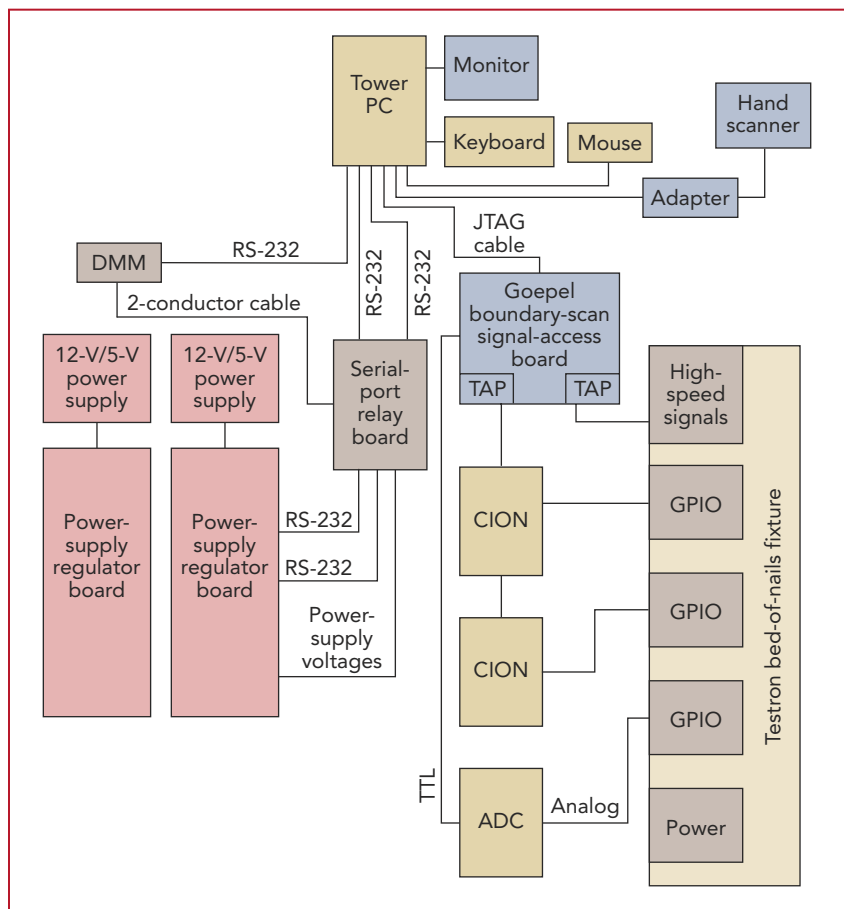 Tower
PC
Monitor
Keyboard
Mouse
Hand
scanner
Adapter
JTAG
cable
RS-232
DMM
RS-232
RS-232
2-conductor cable
12-V/5-V
power
supply
12-V/5-V
power
supply
Serial-
port
relay
board
Goepel
boundary-scan
signal-access
board
TAP
TAP
High-
speed
signals
Power-
supply
regulator
board
Power-
supply
regulator
board
RS-232
RS-232
Power-
supply
voltages
CION
GPIO
CION
GPIO
GPIO
Testron bed-of-nails fixture
TTL
ADC
Analog
Power